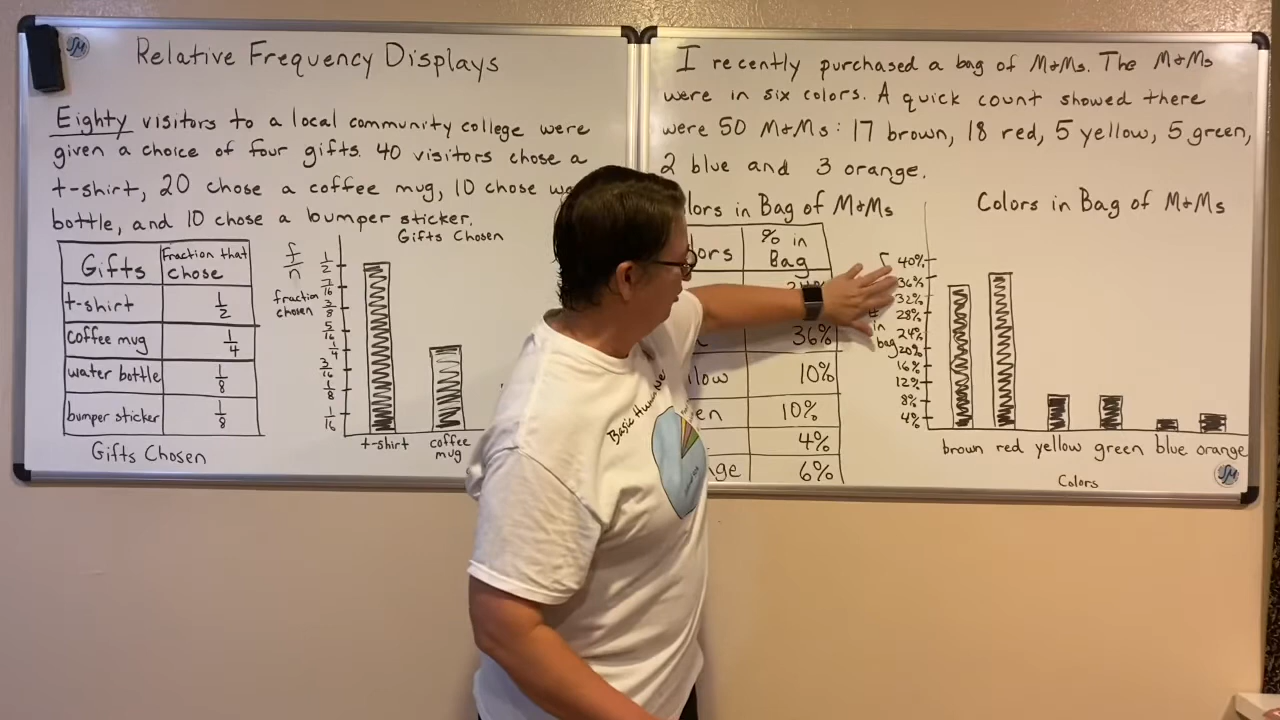 Relative Frequency Displays
Eighty visitors to a local community college were
given a choice of four gifts. 40 visitors chose a
t-shirt, 20 chose a coffee mug, 10 chose
bottle, and 10 chose a bumper sticker.
Gifts | Fraction that chose
t-shirt | 1/2
coffee mug | 1/4
water bottle | 1/8
bumper sticker | 1/8
Gifts Chosen
Gifts Chosen
f/n
fraction
chosen
1/2
7/16
3/8
5/16
1/4
3/16
1/8
1/16
t-shirt
coffee
mug
I recently purchased a bag of M&Ms. The M&Ms
were in six colors. A quick count showed there
were 50 M&Ms: 17 brown, 18 red, 5 yellow, 5 green,
2 blue and 3 orange.
in Bag of M&Ms
% in
Bag
36%
10%
10%
4%
6%
Colors in Bag of M&Ms
in
bag
40%
36%
32%
28%
24%
20%
16%
12%
8%
4%
brown red yellow green blue orange
Colors
SM
SM
Basic Human